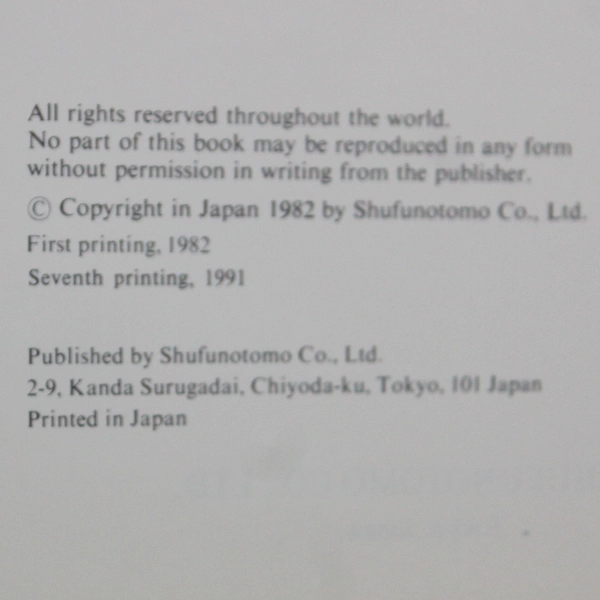 All rights reserved throughout the world.
No part of this book may be reproduced in any form
without permission in writing from the publisher.
© Copyright in Japan 1982 by Shufunotomo Co., Ltd.
First printing, 1982
Seventh printing, 1991
Published by Shufunotomo Co., Ltd.
2-9, Kanda Surugadai, Chiyoda-ku, Tokyo, 101 Japan
Printed in Japan